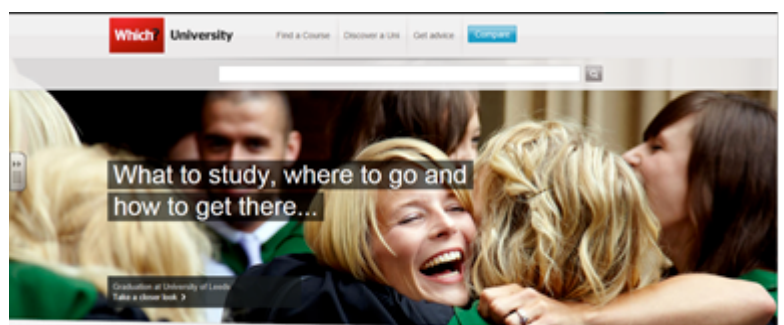 Which? University
Find a Course Discover a Uni Get advice Compare
What to study, where to go and
how to get there...
Graduation at University of Leeds
Take a closer look >